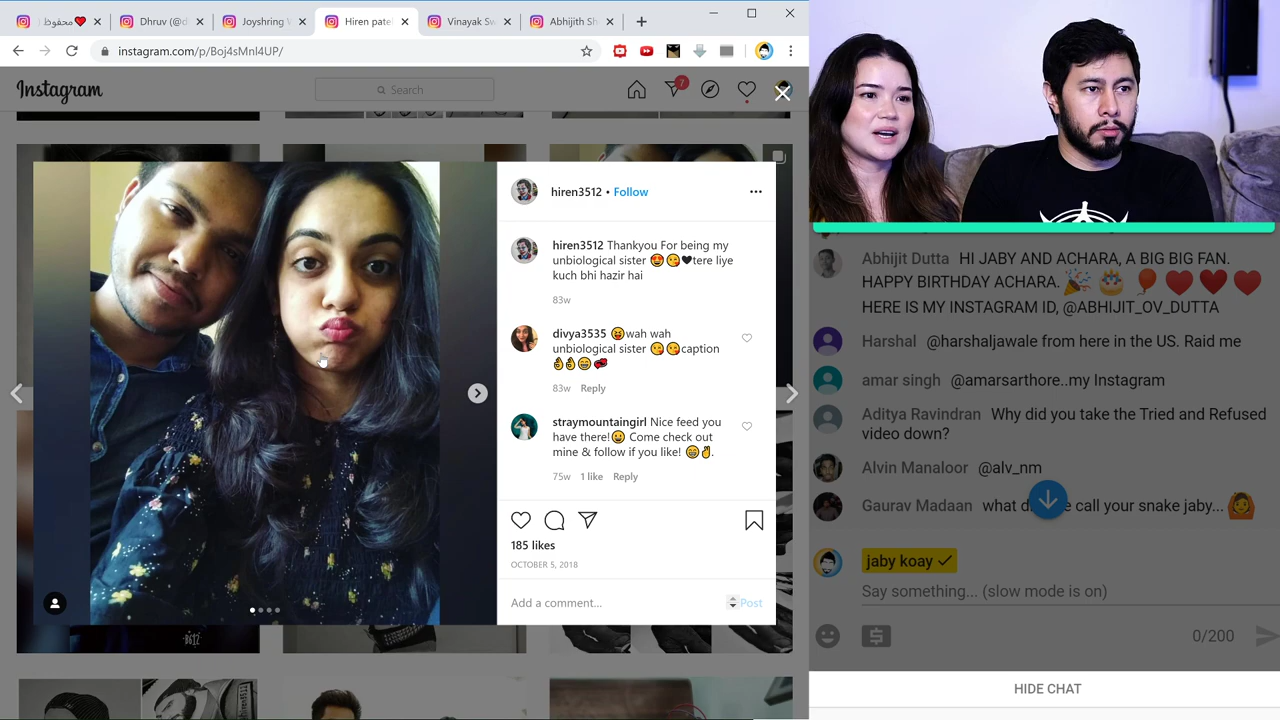 محفوظ ❤
Dhruv (@d
Joyshring
Hiren pate
Vinayak Sw
Abhijith Sh
instagram.com/p/Boj4sMnI4UP/
Instagram
Search
7
hiren3512 • Follow
hiren3512 Thankyou For being my
unbiological sister 😍😘🖤tere liye
kuch bhi hazir hai
83w
divya3535 😝wah wah
unbiological sister 😘😘caption
👌👌😁💞
83w Reply
straymountaingirl Nice feed you
have there!😀 Come check out
mine & follow if you like! 😁✌.
75w 1 like Reply
185 likes
OCTOBER 5, 2018
Add a comment...
Post
Abhijit Dutta HI JABY AND ACHARA, A BIG BIG FAN.
HAPPY BIRTHDAY ACHARA. 🎉 🎂 🎈 ♥ ♥ ♥
HERE IS MY INSTAGRAM ID, @ABHIJIT_OV_DUTTA
Harshal @harshaljawale from here in the US. Raid me
amar singh @amarsarthore..my Instagram
Aditya Ravindran Why did you take the Tried and Refused
video down?
Alvin Manaloor @alv_nm
Gaurav Madaan what d e call your snake jaby... 🙆
jaby koay ✓
Say something... (slow mode is on)
0/200
HIDE CHAT